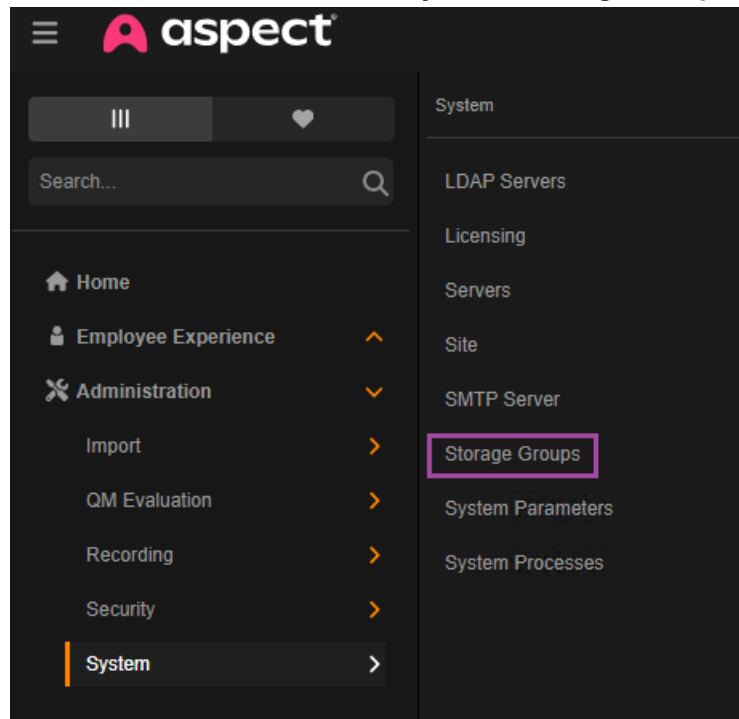 aspect
Search...
Home
Employee Experience
Administration
Import
QM Evaluation
Recording
Security
System
System
LDAP Servers
Licensing
Servers
Site
SMTP Server
Storage Groups
System Parameters
System Processes